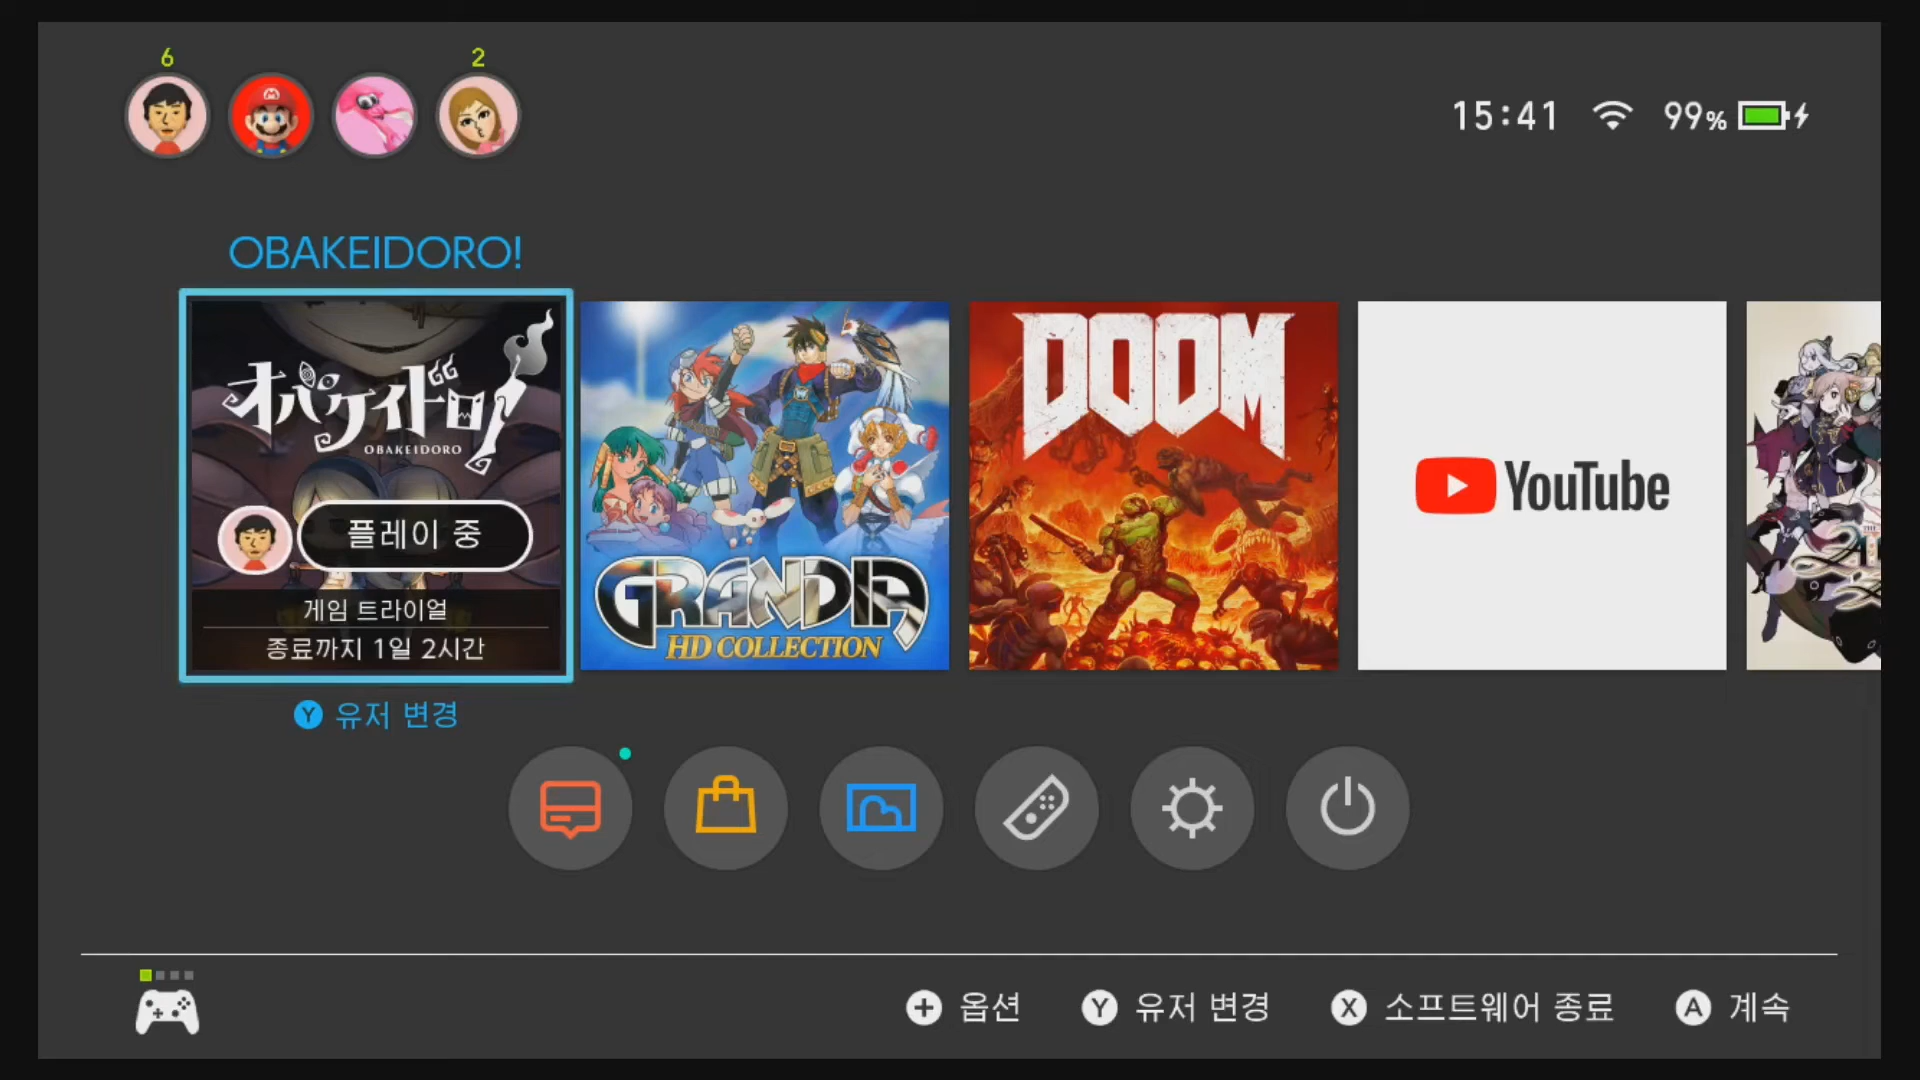 6
2
15:41
99%
OBAKEIDORO!
オバケイドロ!
OBAKEIDORO
플레이 중
게임 트라이얼
종료까지 1일 2시간
GRANDIA
HD COLLECTION
DOOM
YouTube
Y 유저 변경
+ 옵션
Y 유저 변경
X 소프트웨어 종료
A 계속